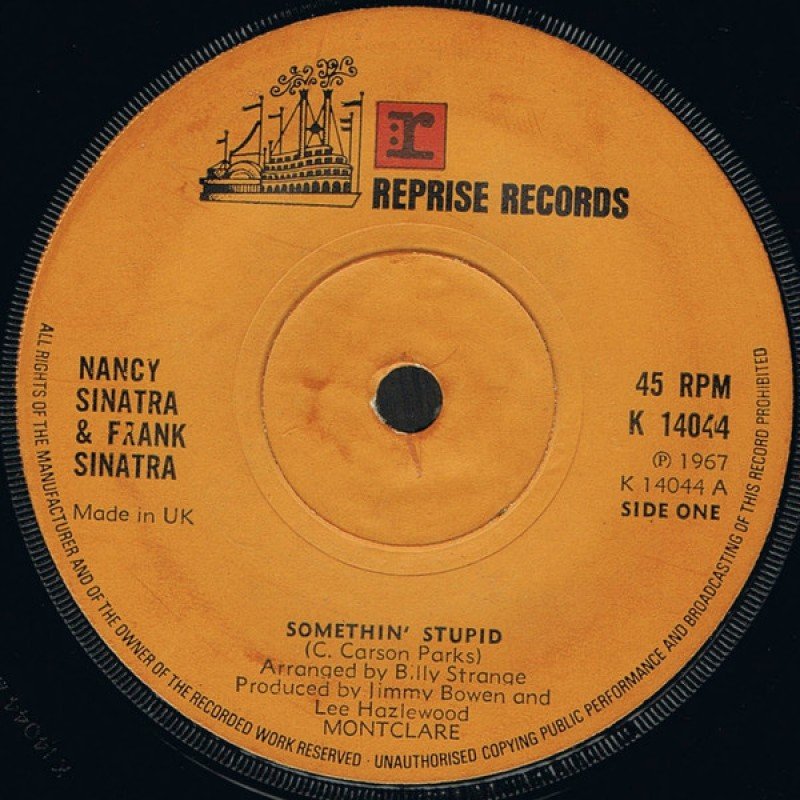 r
REPRISE RECORDS
NANCY
SINATRA
& FRANK
SINATRA
Made in UK
45 RPM
K 14044
Ⓟ 1967
K 14044 A
SIDE ONE
SOMETHIN' STUPID
(C. Carson Parks)
Arranged by Billy Strange
Produced by Jimmy Bowen and
Lee Hazlewood
MONTCLARE
ALL RIGHTS OF THE MANUFACTURER AND OF THE OWNER OF THE RECORDED WORK RESERVED · UNAUTHORISED COPYING PUBLIC PERFORMANCE AND BROADCASTING OF THIS RECORD PROHIBITED